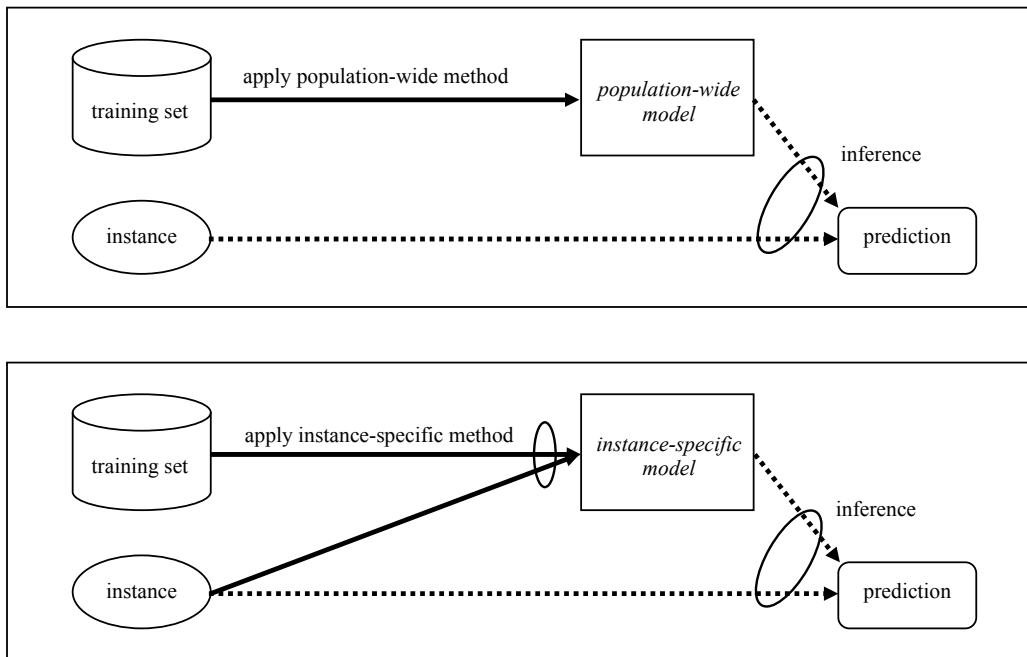 apply population-wide method
training set
population-wide
model
inference
instance
prediction
apply instance-specific method
training set
instance-specific
model
inference
instance
prediction